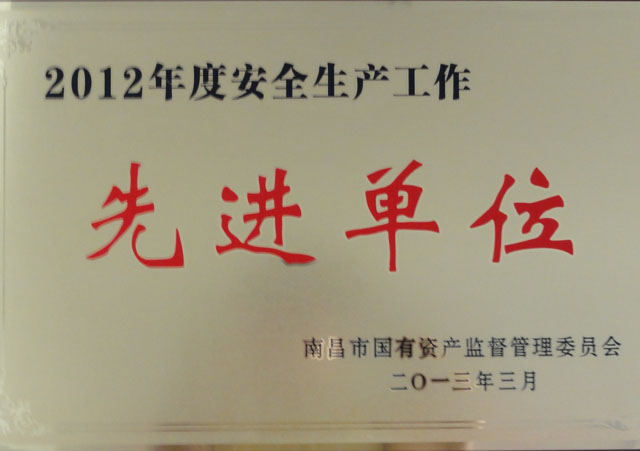 2012年度安全生产工作
先进单位
南昌市国有资产监督管理委员会
二〇一三年三月